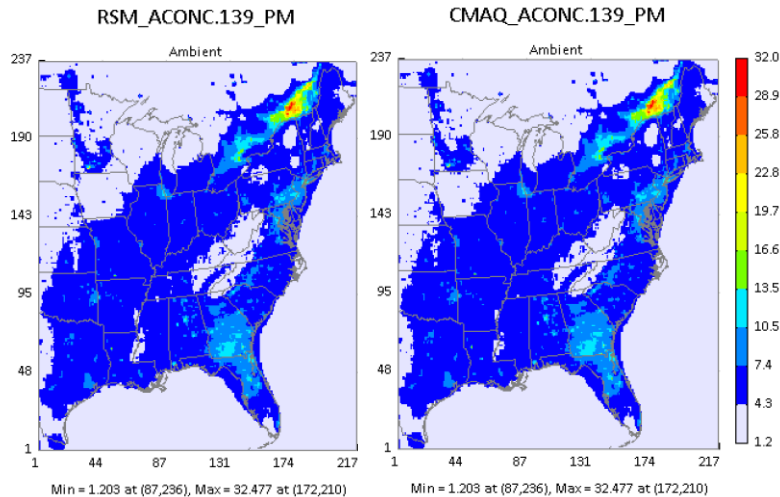 RSM_ACONC.139_PM
CMAQ_ACONC.139_PM
Ambient
Ambient
237
190
143
95
48
1
1 44 87 131 174 217
237
190
143
95
48
1
1 44 87 131 174 217
32.0
28.9
25.8
22.8
19.7
16.6
13.5
10.5
7.4
4.3
1.2
Min = 1.203 at (87,236), Max = 32.477 at (172,210)
Min = 1.203 at (87,236), Max = 32.477 at (172,210)